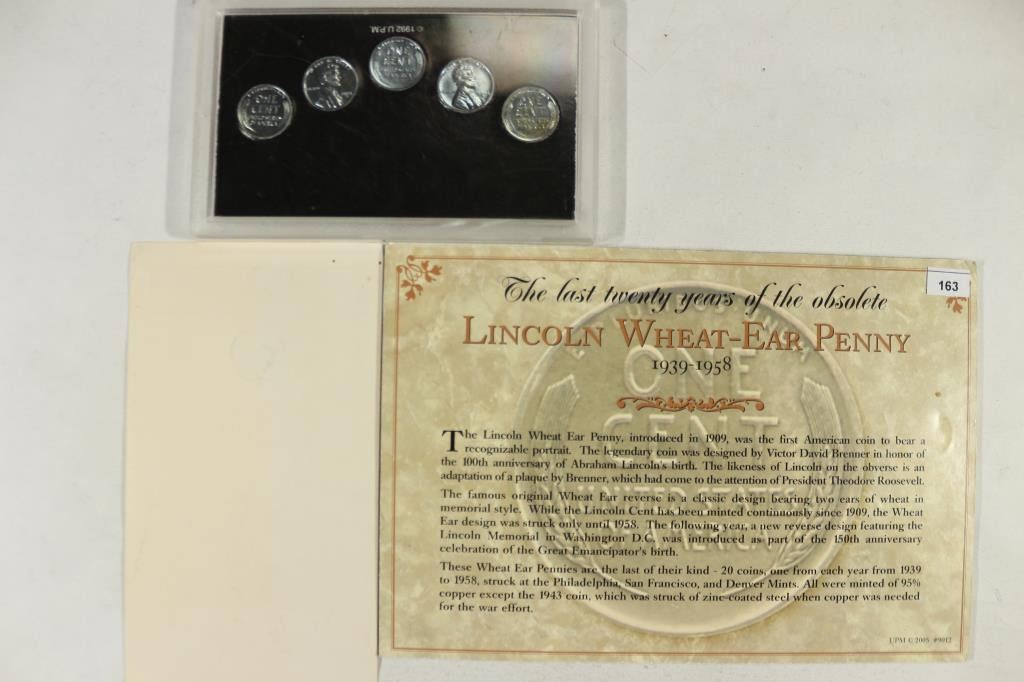 © 1992 U.P.M.
ONE
CENT
ONE
CENT
163
The last twenty years of the obsolete
LINCOLN WHEAT-EAR PENNY
1939-1958
ONE
CENT
UNITED STATES
AMERICA
The Lincoln Wheat Ear Penny, introduced in 1909, was the first American coin to bear a
recognizable portrait. The legendary coin was designed by Victor David Brenner in honor of
the 100th anniversary of Abraham Lincoln's birth. The likeness of Lincoln on the obverse is an
adaptation of a plaque by Brenner, which had come to the attention of President Theodore Roosevelt.
The famous original Wheat Ear reverse is a classic design bearing two ears of wheat in
memorial style. While the Lincoln Cent has been minted continuously since 1909, the Wheat
Ear design was struck only until 1958. The following year, a new reverse design featuring the
Lincoln Memorial in Washington D.C. was introduced as part of the 150th anniversary
celebration of the Great Emancipator's birth.
These Wheat Ear Pennies are the last of their kind - 20 coins, one from each year from 1939
to 1958, struck at the Philadelphia, San Francisco, and Denver Mints. All were minted of 95%
copper except the 1943 coin, which was struck of zinc-coated steel when copper was needed
for the war effort.
UPM © 2005 #9012